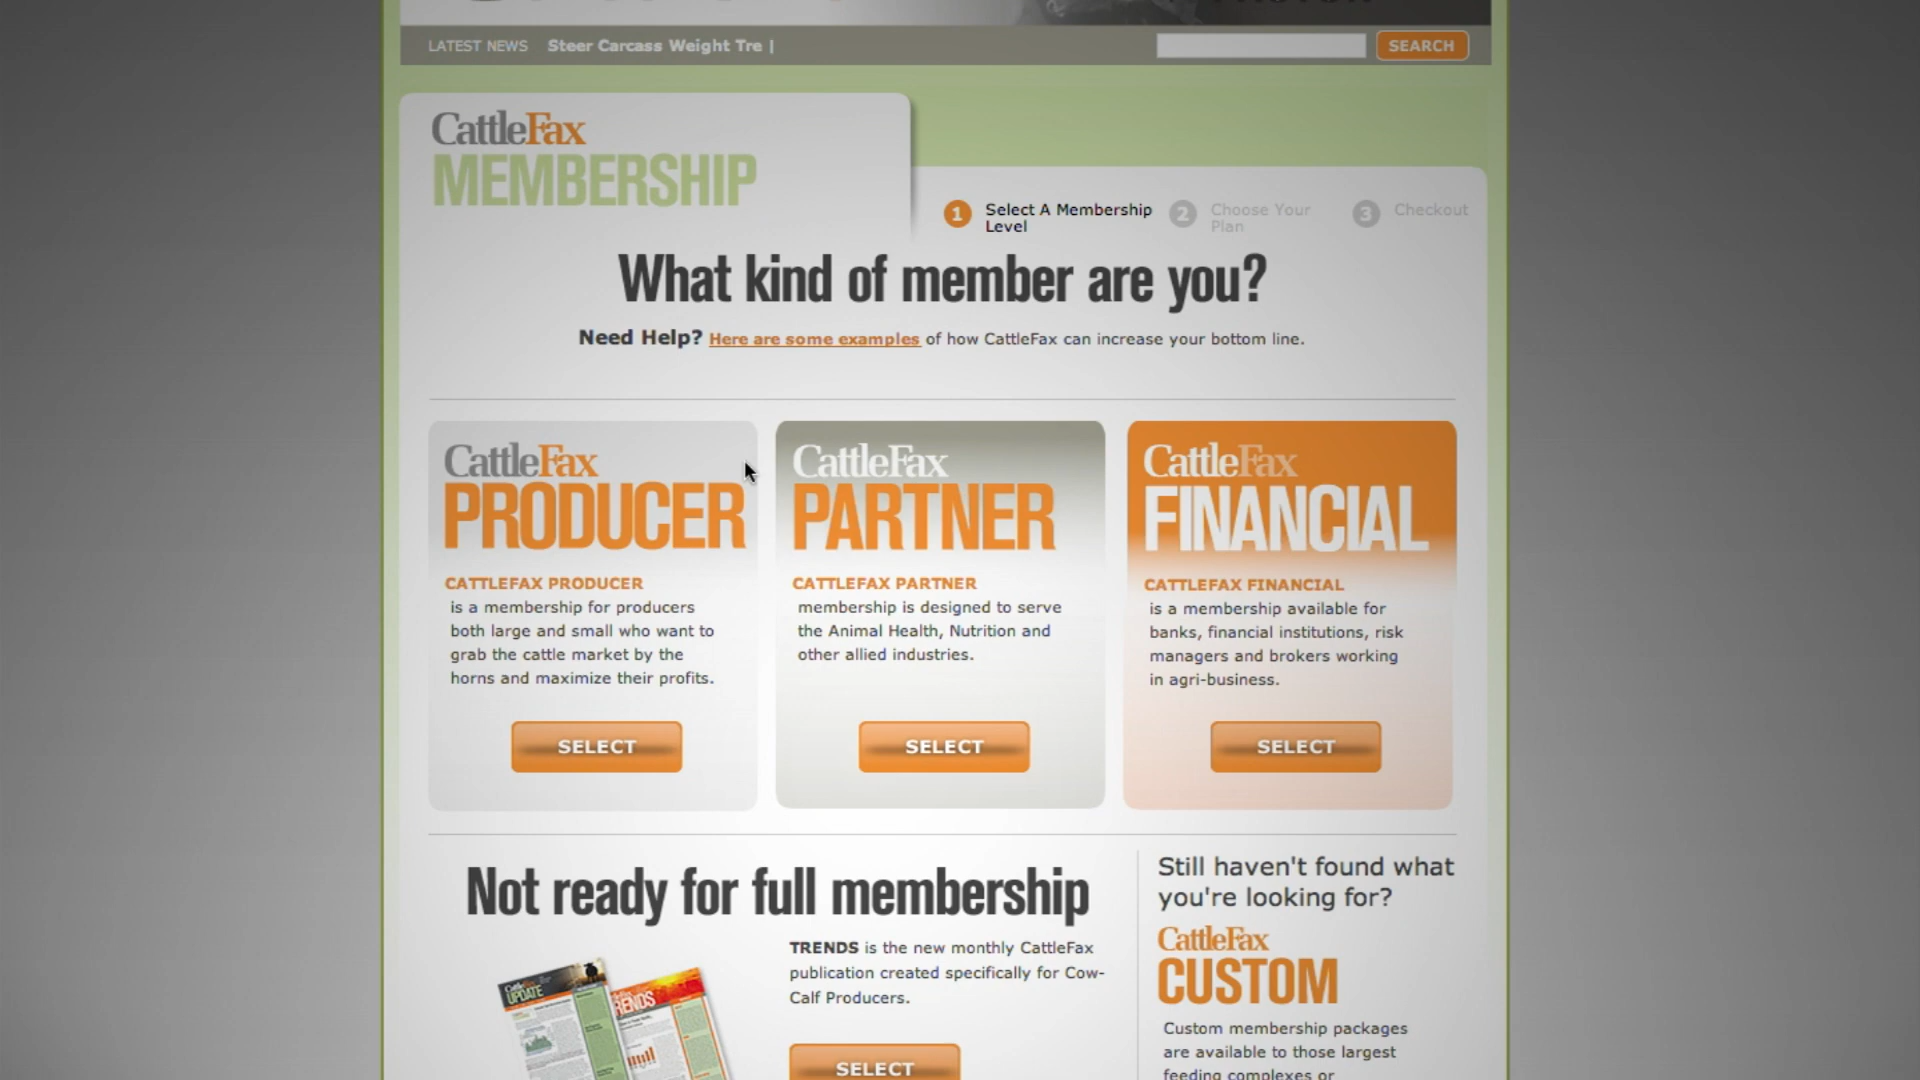 LATEST NEWS Steer Carcass Weight Tre |
SEARCH
CattleFax
MEMBERSHIP
1 Select A Membership Level
2 Choose Your Plan
3 Checkout
What kind of member are you?
Need Help? Here are some examples of how CattleFax can increase your bottom line.
CattleFax
PRODUCER
CATTLEFAX PRODUCER
is a membership for producers
both large and small who want to
grab the cattle market by the
horns and maximize their profits.
SELECT
CattleFax
PARTNER
CATTLEFAX PARTNER
membership is designed to serve
the Animal Health, Nutrition and
other allied industries.
SELECT
CattleFax
FINANCIAL
CATTLEFAX FINANCIAL
is a membership available for
banks, financial institutions, risk
managers and brokers working
in agri-business.
SELECT
Not ready for full membership
CattleFax
UPDATE
TRENDS
TRENDS is the new monthly CattleFax
publication created specifically for Cow-
Calf Producers.
SELECT
Still haven't found what
you're looking for?
CattleFax
CUSTOM
Custom membership packages
are available to those largest
feeding complexes or